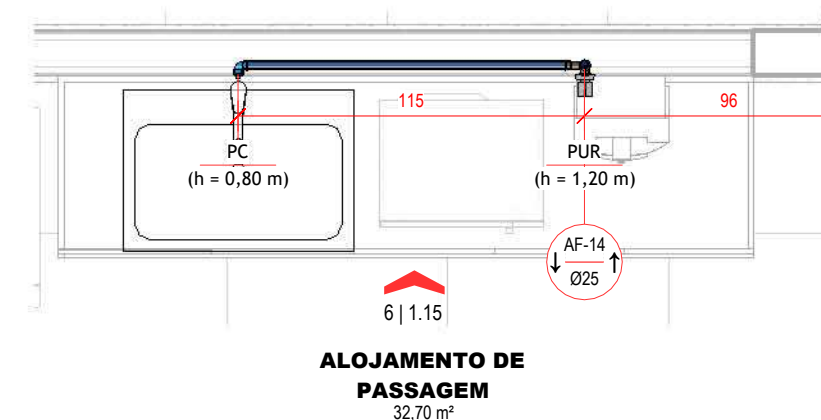 115
96
PC
(h = 0,80 m)
PUR
(h = 1,20 m)
AF-14
↓ ↑
Ø25
6 | 1.15
ALOJAMENTO DE
PASSAGEM
32,70 m²